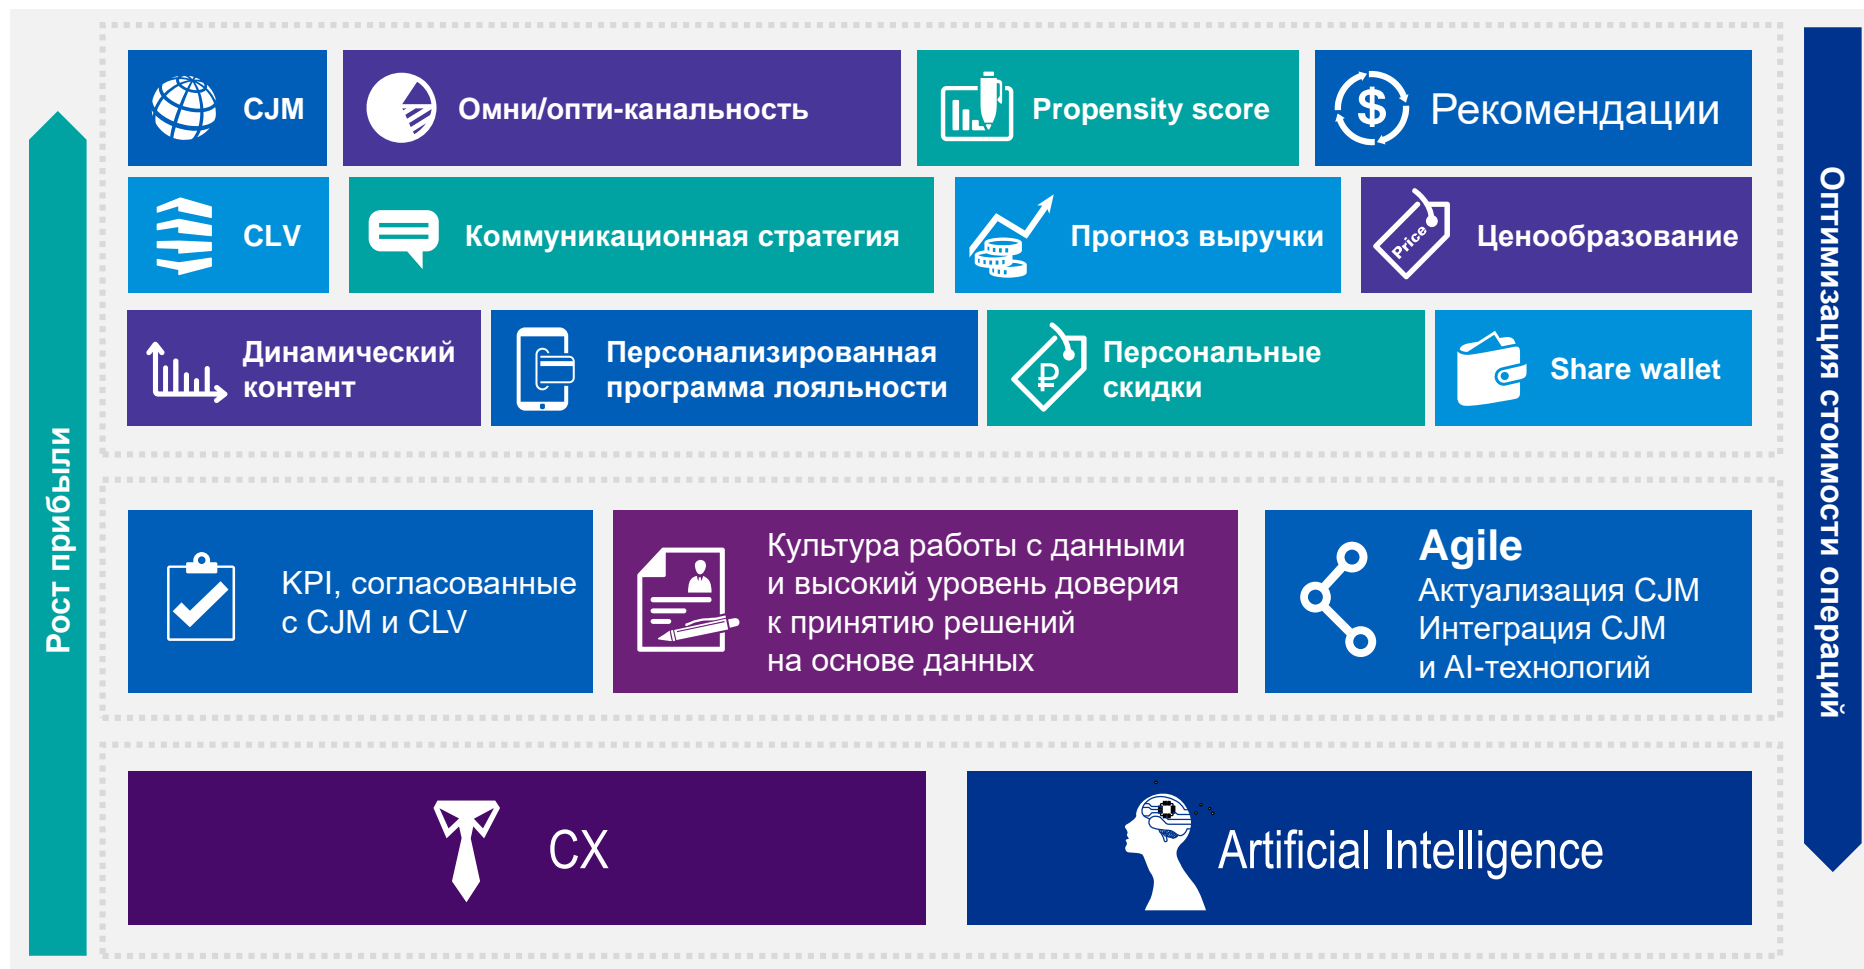 CJM
Омни/опти-канальность
Propensity score
Рекомендации
CLV
Коммуникационная стратегия
Прогноз выручки
Price
Ценообразование
Динамический
контент
Персонализированная
программа лояльности
Персональные
скидки
Share wallet
KPI, согласованные
с CJM и CLV
Культура работы с данными
и высокий уровень доверия
к принятию решений
на основе данных
Agile
Актуализация CJM
Интеграция CJM
и AI-технологий
CX
Artificial Intelligence
Рост прибыли
Оптимизация стоимости операций